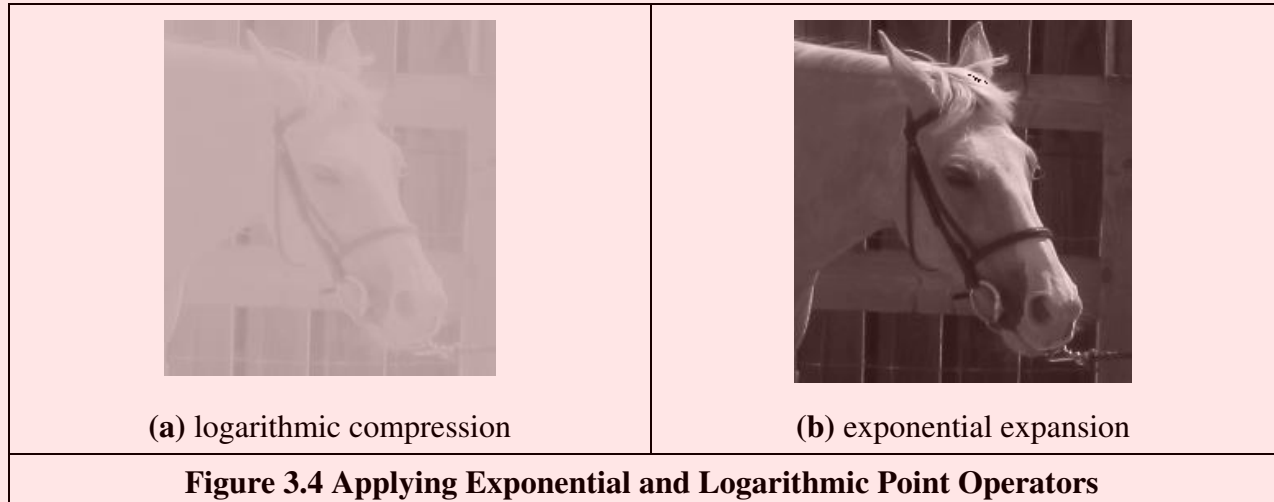 (a) logarithmic compression
(b) exponential expansion
Figure 3.4 Applying Exponential and Logarithmic Point Operators